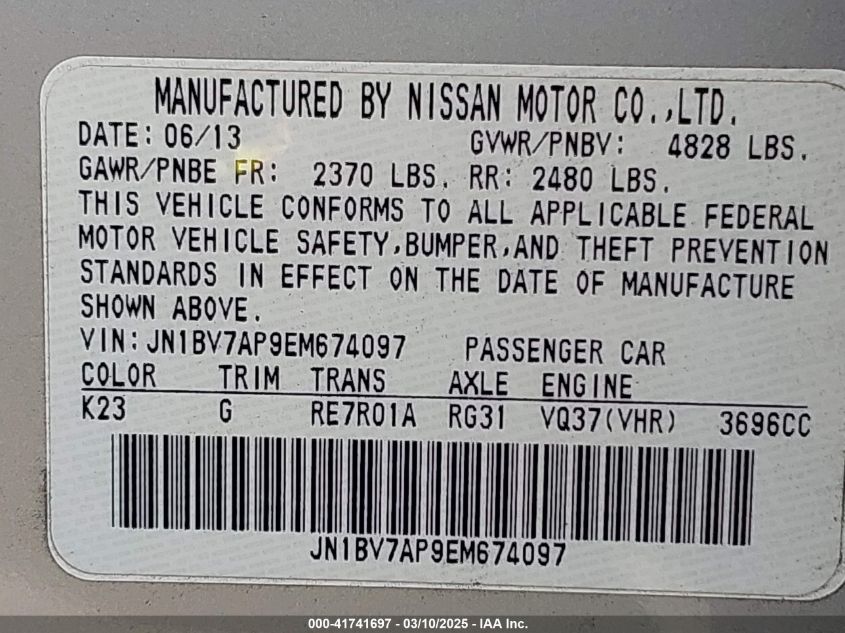 MANUFACTURED BY NISSAN MOTOR CO.,LTD.
DATE: 06/13 GVWR/PNBV: 4828 LBS.
GAWR/PNBE FR: 2370 LBS. RR: 2480 LBS.
THIS VEHICLE CONFORMS TO ALL APPLICABLE FEDERAL
MOTOR VEHICLE SAFETY,BUMPER,AND THEFT PREVENTION
STANDARDS IN EFFECT ON THE DATE OF MANUFACTURE
SHOWN ABOVE.
VIN: JN1BV7AP9EM674097 PASSENGER CAR
COLOR TRIM TRANS AXLE ENGINE
K23 G RE7R01A RG31 VQ37(VHR) 3696CC
JN1BV7AP9EM674097
000-41741697 - 03/10/2025 - IAA Inc.